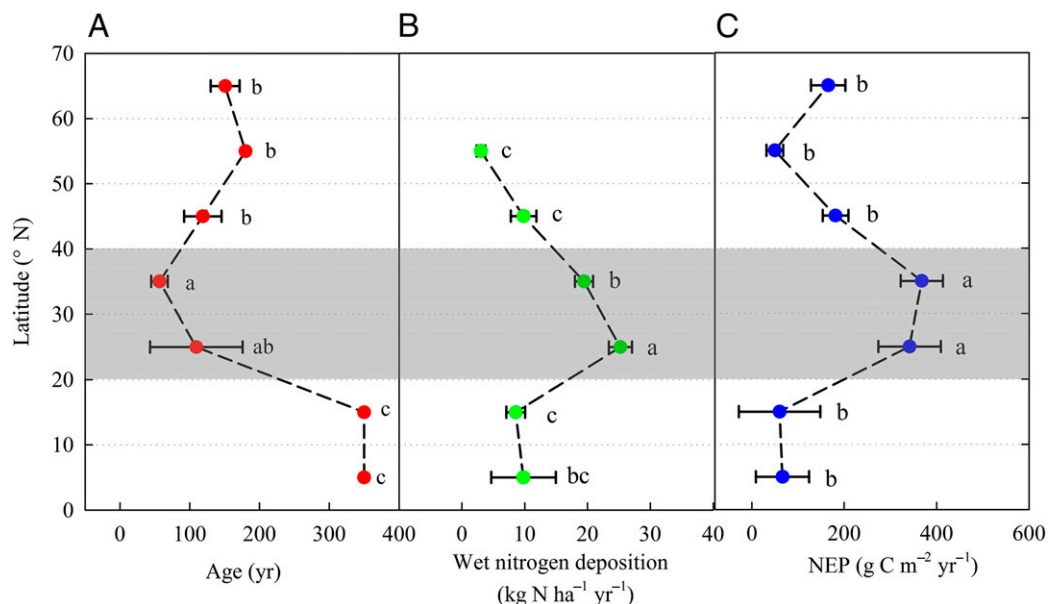 A
B
C
70
60
50
40
30
20
10
0
Latitude (° N)
b
b
b
a
ab
c
c
c
c
b
a
c
bc
b
b
b
a
a
b
b
0 100 200 300 400
0 10 20 30 40
0 200 400 600
Age (yr)
Wet nitrogen deposition
(kg N ha⁻¹ yr⁻¹)
NEP (g C m⁻² yr⁻¹)